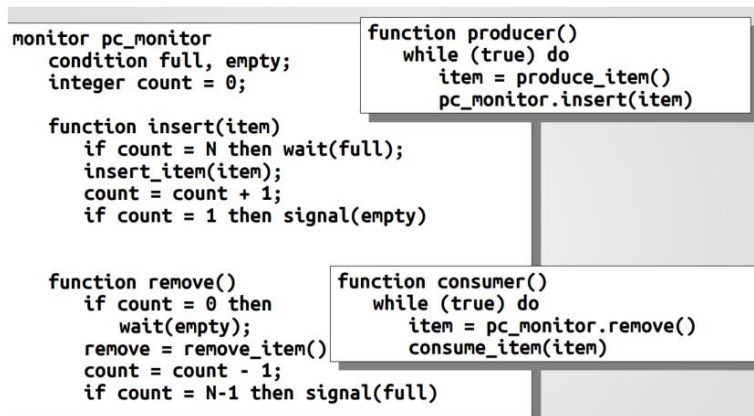 monitor pc_monitor
condition full, empty;
integer count = 0;
function insert(item)
if count = N then wait(full);
insert_item(item);
count = count + 1;
if count = 1 then signal(empty)
function remove()
if count = 0 then
wait(empty);
remove = remove_item()
count = count - 1;
if count = N-1 then signal(full)
function producer()
while (true) do
item = produce_item()
pc_monitor.insert(item)
function consumer()
while (true) do
item = pc_monitor.remove()
consume_item(item)